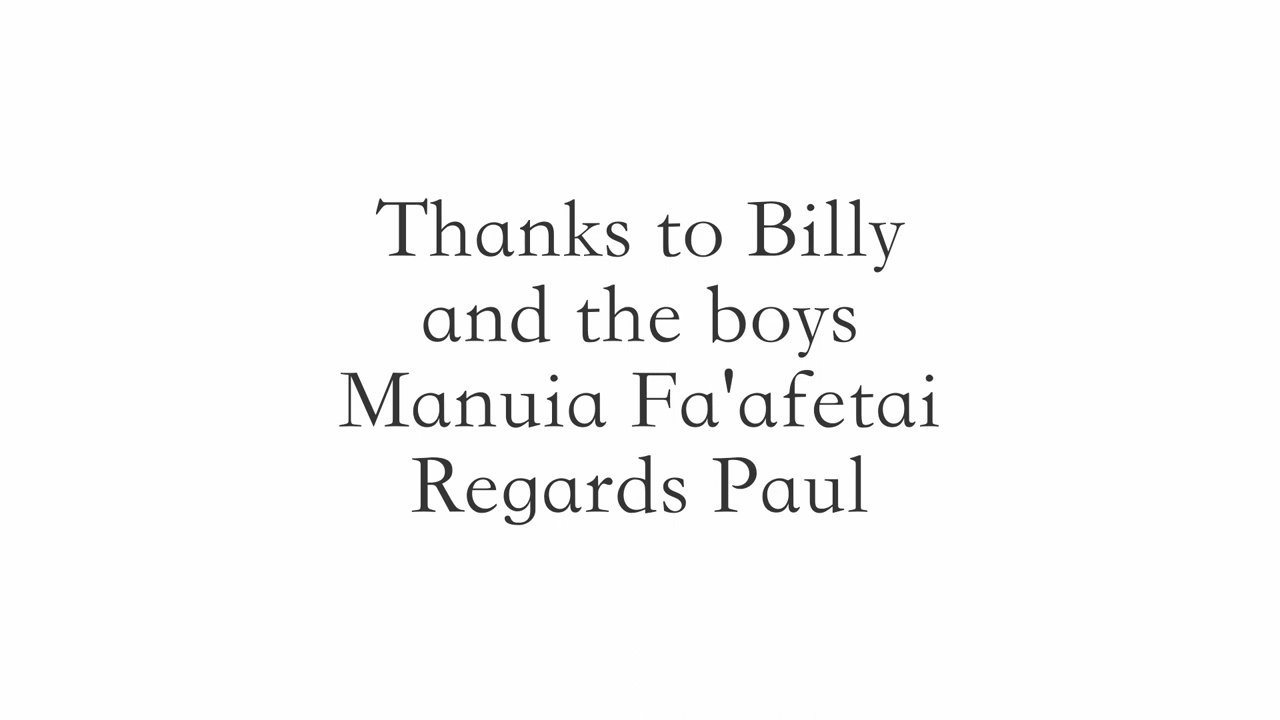 Thanks to Billy
and the boys
Manuia Fa'afetai
Regards Paul